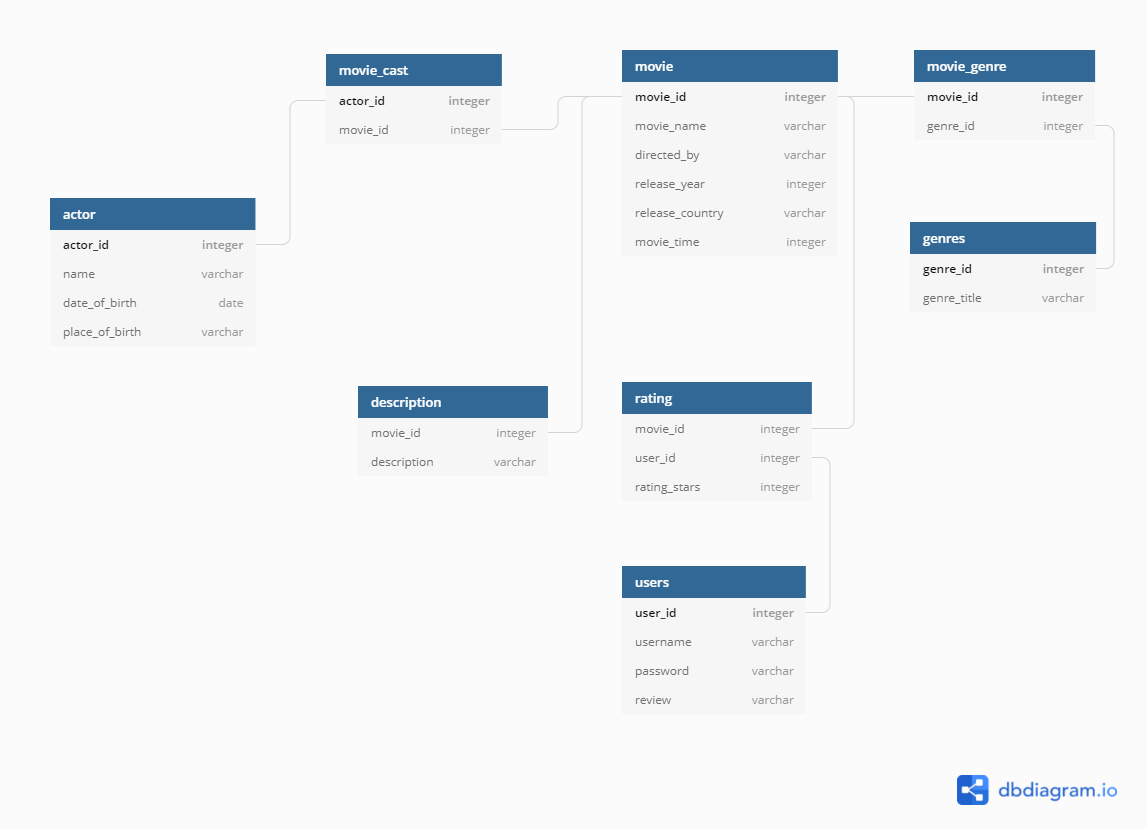 movie_cast
actor_id integer
movie_id integer
movie
movie_id integer
movie_name varchar
directed_by varchar
release_year integer
release_country varchar
movie_time integer
movie_genre
movie_id integer
genre_id integer
actor
actor_id integer
name varchar
date_of_birth date
place_of_birth varchar
genres
genre_id integer
genre_title varchar
description
movie_id integer
description varchar
rating
movie_id integer
user_id integer
rating_stars integer
users
user_id integer
username varchar
password varchar
review varchar
dbdiagram.io